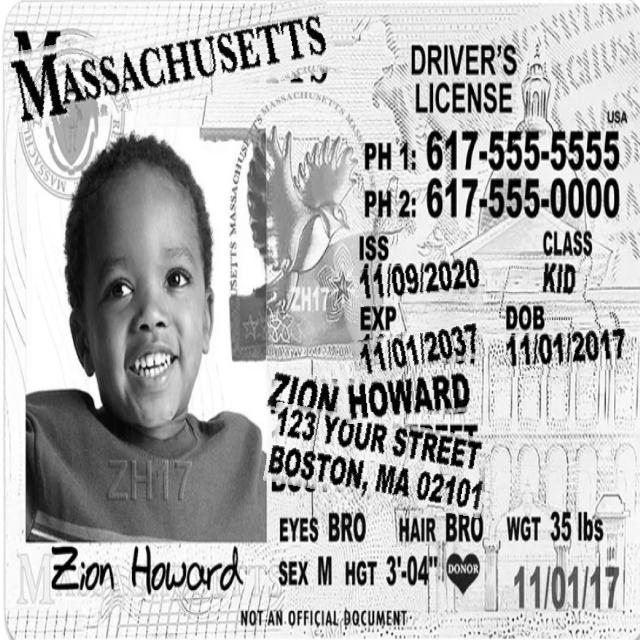 MASSACHUSETTS
DRIVER'S
LICENSE
USA
PH 1: 617-555-5555
PH 2: 617-555-0000
ISS
11/09/2020
CLASS
KID
EXP
11/01/2037
DOB
11/01/2017
ZH17
ZION HOWARD
123 YOUR STREET
BOSTON, MA 02101
ZH17
EYES BRO HAIR BRO WGT 35 lbs
SEX M HGT 3'-04" DONOR
11/01/17
Zion Howard
NOT AN OFFICIAL DOCUMENT